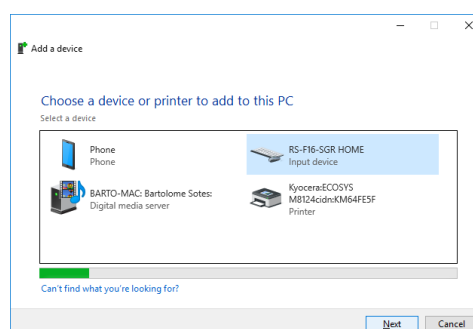 Add a device
Choose a device or printer to add to this PC
Select a device
Phone
Phone
RS-F16-SGR HOME
Input device
BARTO-MAC: Bartolome Sotes:
Digital media server
Kyocera:ECOSYS
M8124cidn:KM64FE5F
Printer
Can't find what you're looking for?
Next
Cancel